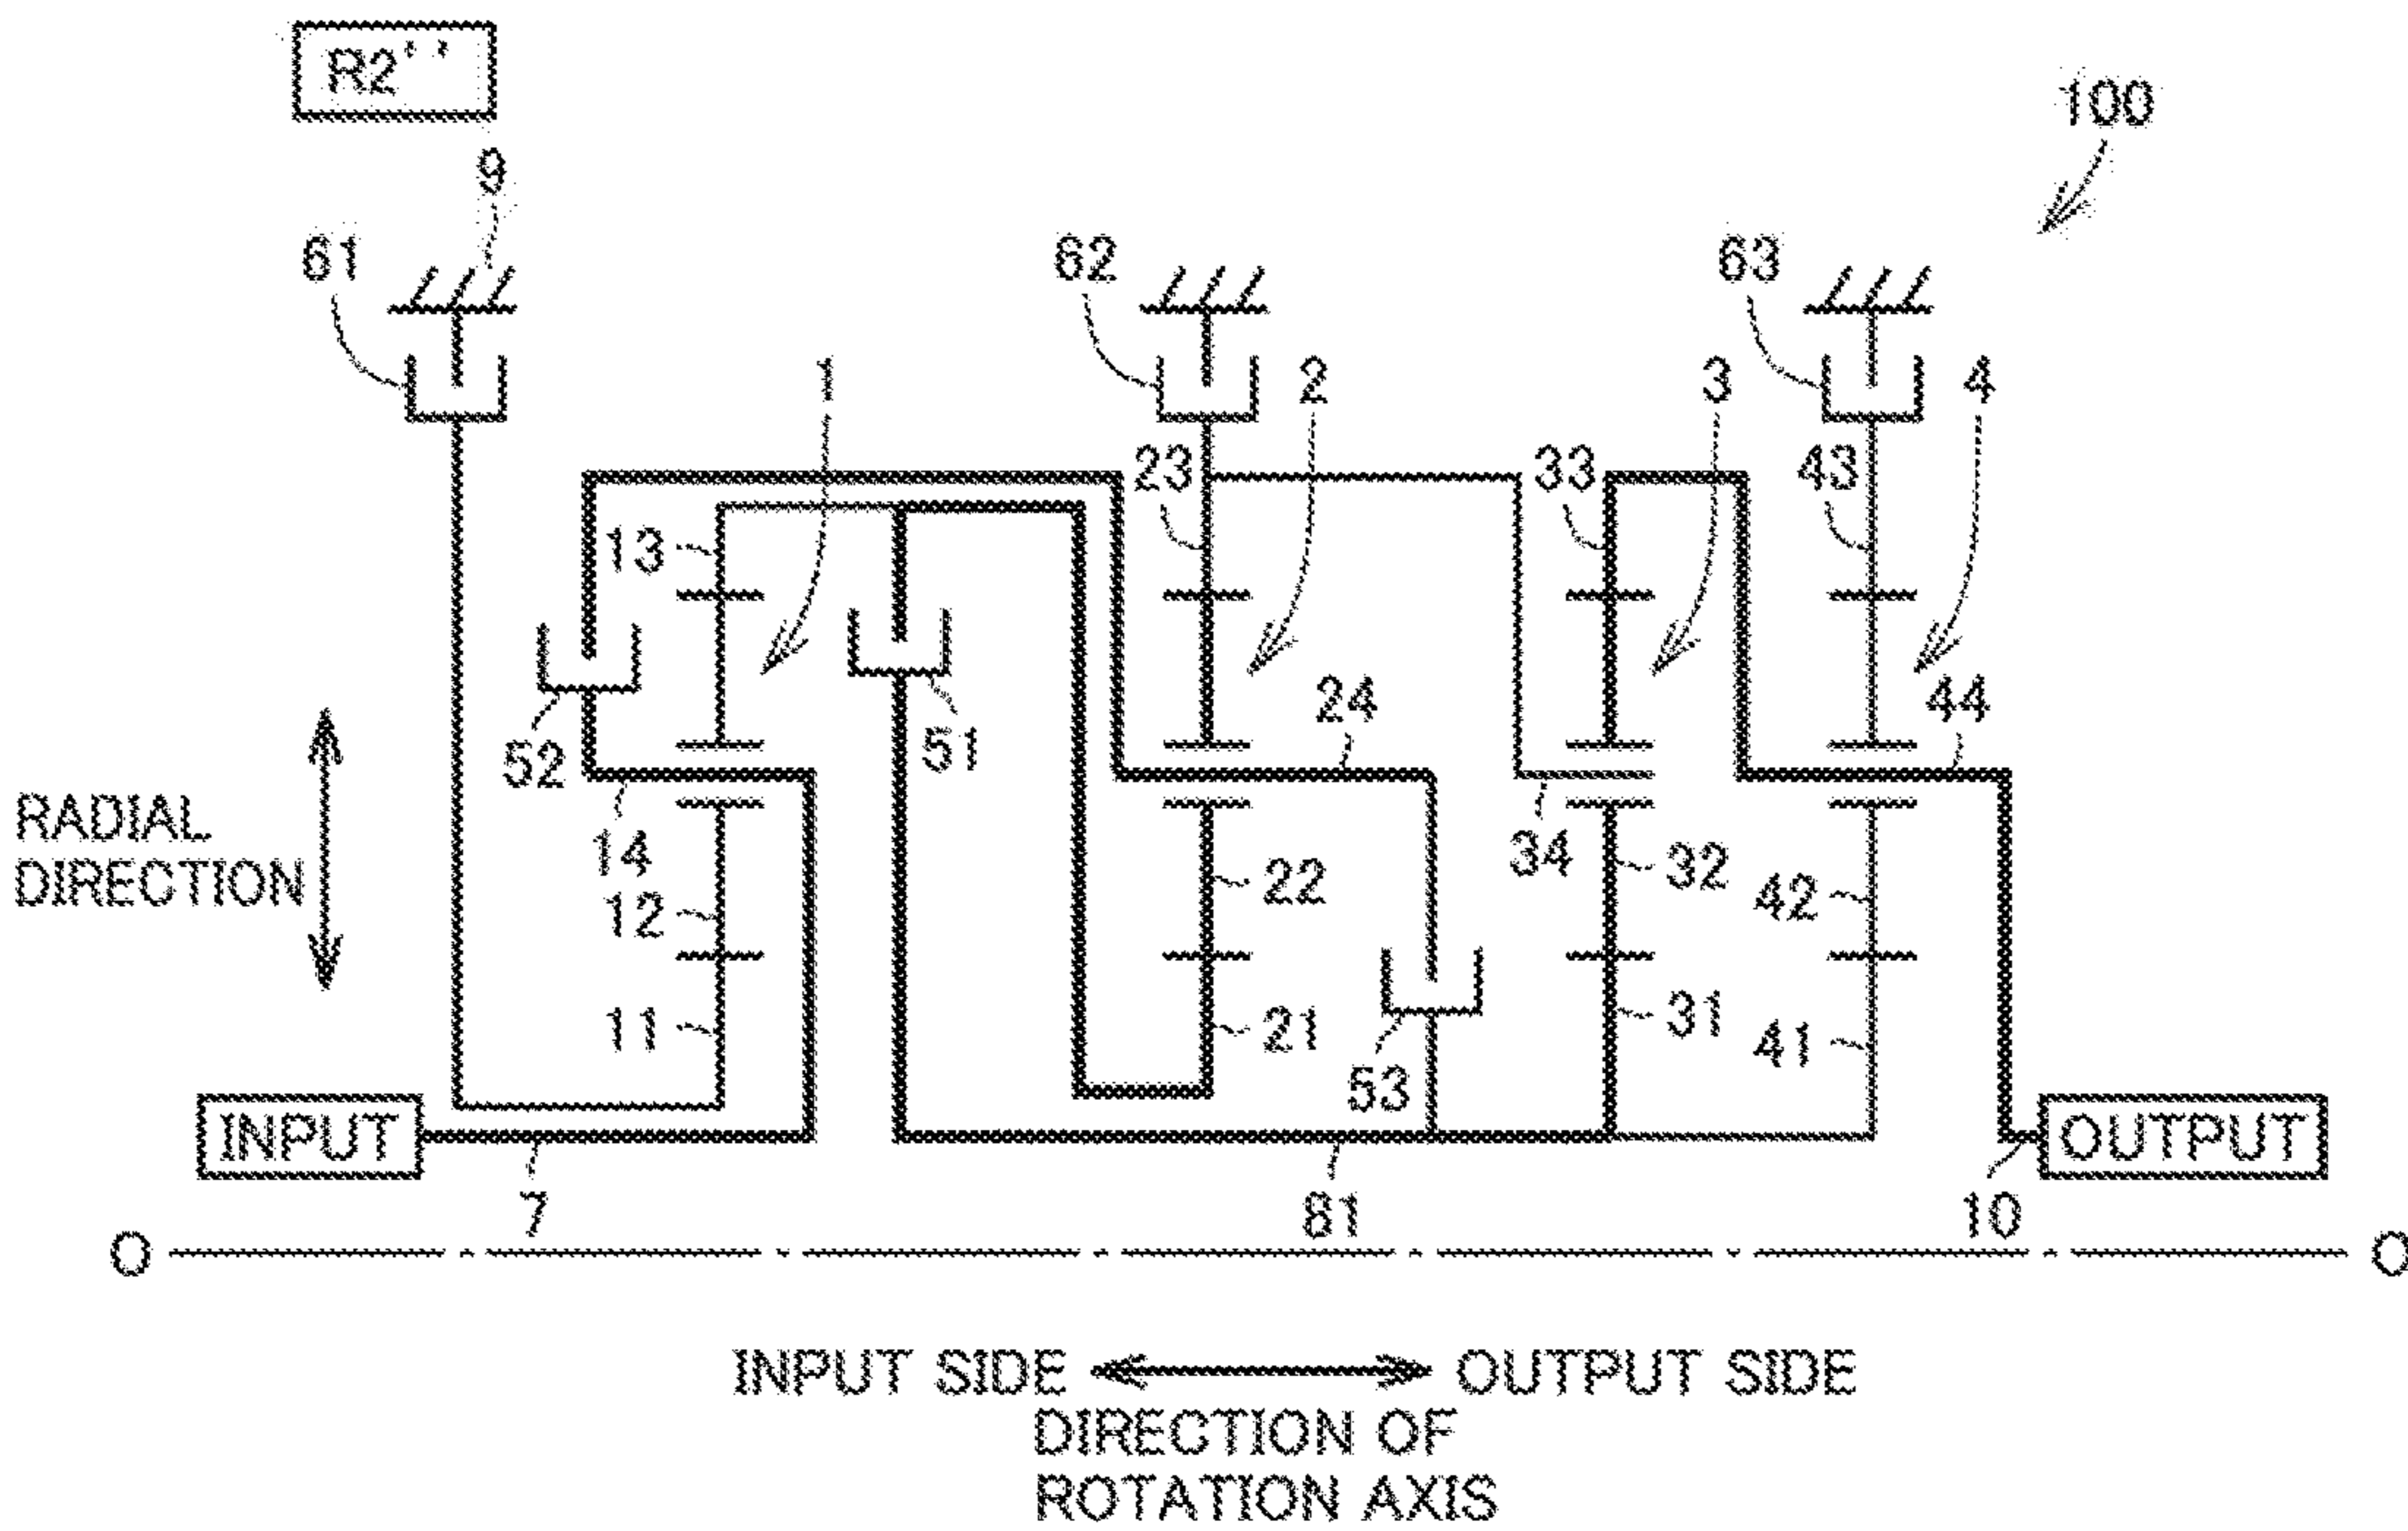 R2''
100
9
61
62
63
1
2
3
4
23
33
43
13
24
44
52
51
RADIAL
DIRECTION
14
34
32
22
42
12
11
21
31
41
53
INPUT
OUTPUT
7
81
10
O
O
INPUT SIDE
OUTPUT SIDE
DIRECTION OF
ROTATION AXIS